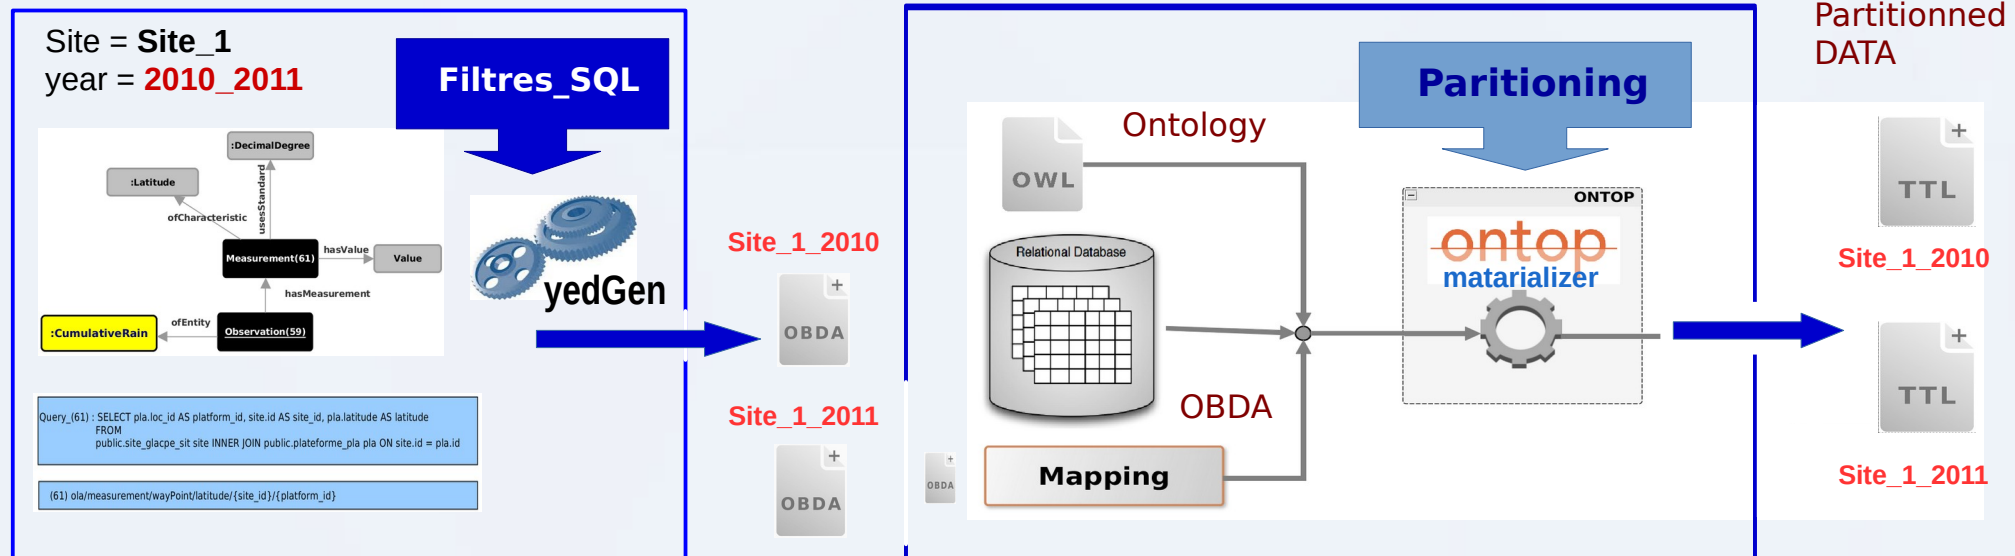 Site = Site_1
year = 2010_2011
Filtres_SQL
:DecimalDegree
:Latitude
usesStandard
ofCharacteristic
Measurement(61)
hasValue
Value
hasMeasurement
:CumulativeRain
ofEntity
Observation(59)
yedGen
Query_(61) : SELECT pla.loc_id AS platform_id, site.id AS site_id, pla.latitude AS latitude
FROM
public.site_glacpe_sit site INNER JOIN public.plateforme_pla pla ON site.id = pla.id
(61) ola/measurement/wayPoint/latitude/{site_id}/{platform_id}
Site_1_2010
+
OBDA
Site_1_2011
+
OBDA
+
OBDA
Paritioning
Ontology
OWL
Relational Database
OBDA
Mapping
ONTOP
ontop
matarializer
Partitionned
DATA
+
TTL
Site_1_2010
+
TTL
Site_1_2011